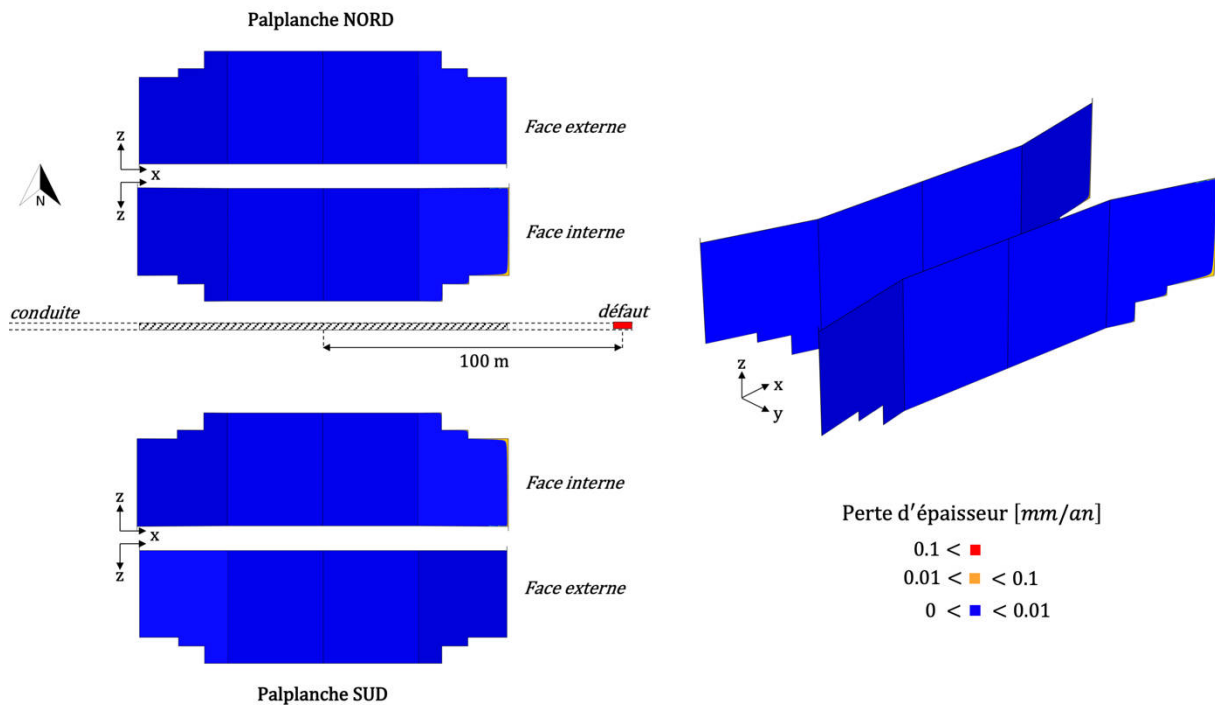 Palplanche NORD
Face externe
z
x
N
z
Face interne
conduite
défaut
100 m
z
x
y
Face interne
z
x
z
Face externe
Palplanche SUD
Perte d'épaisseur [mm/an]
0.1 <
0.01 < < 0.1
0 < < 0.01